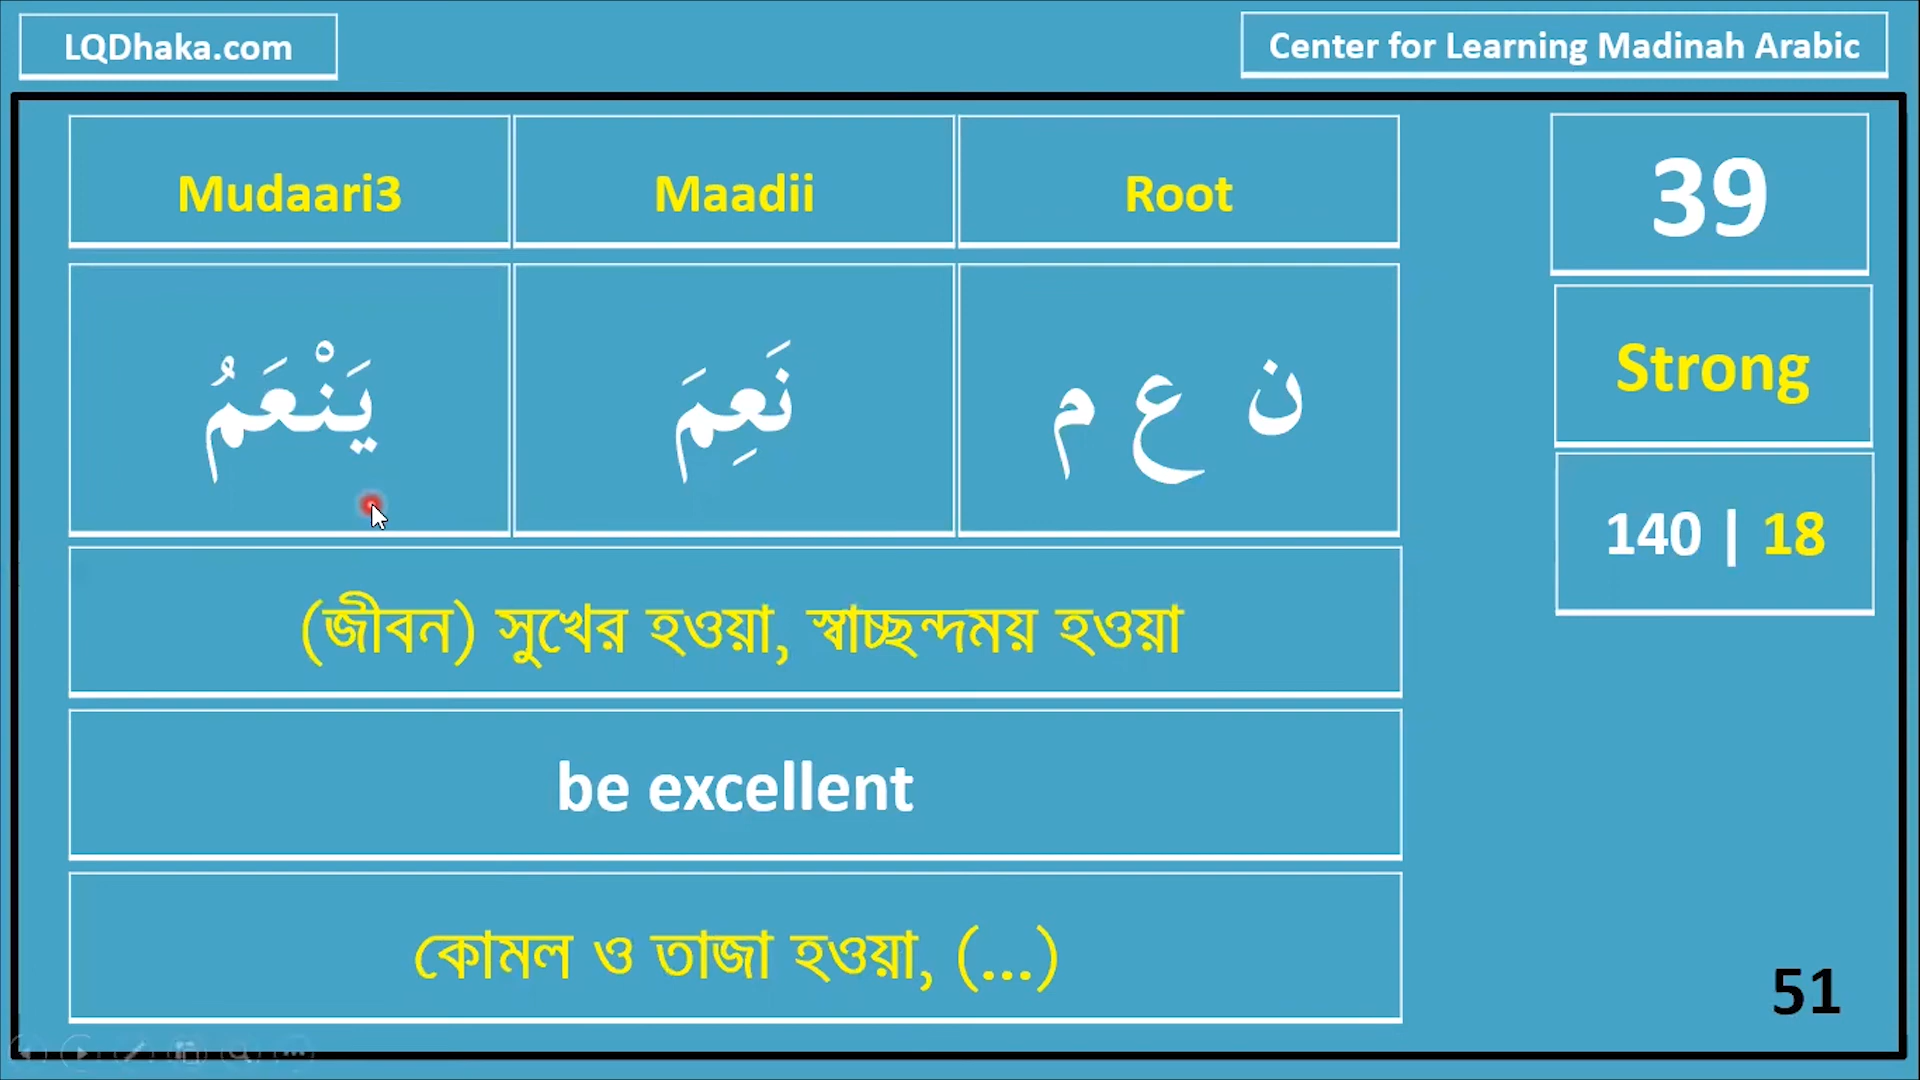 LQDhaka.com
Center for Learning Madinah Arabic
Mudaari3
Maadii
Root
39
يَنْعَمُ
نَعِمَ
ن ع م
Strong
140 | 18
(জীবন) সুখের হওয়া, স্বাচ্ছন্দময় হওয়া
be excellent
কোমল ও তাজা হওয়া, (...)
51